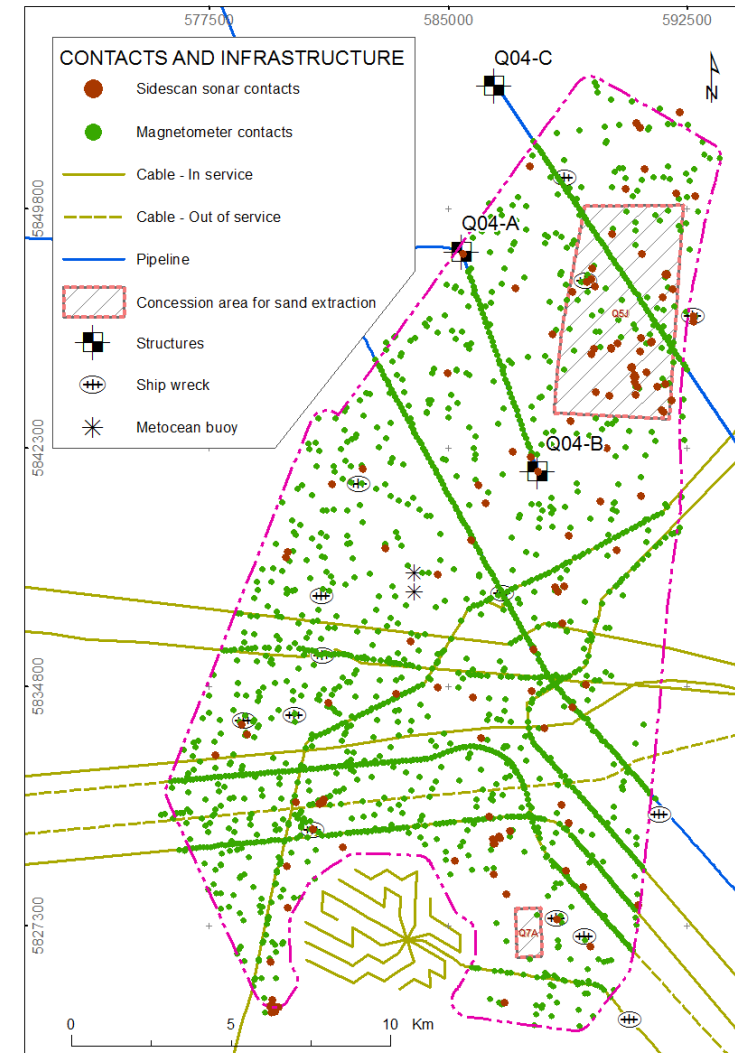 577500
585000
592500
CONTACTS AND INFRASTRUCTURE
Sidescan sonar contacts
Magnetometer contacts
Cable - In service
Cable - Out of service
Pipeline
Concession area for sand extraction
Structures
Ship wreck
Metocean buoy
Q04-C
N
5849800
Q04-A
Q5J
5842300
Q04-B
5834800
5827300
Q7A
0
5
10
Km